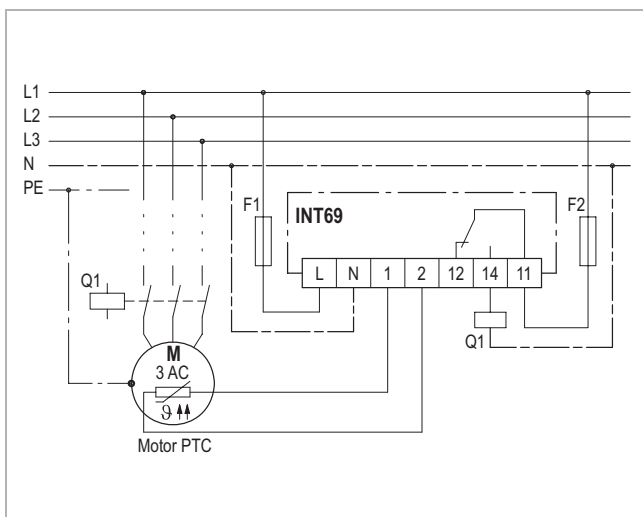 L1
L2
L3
N
PE
F1
INT69
F2
L N 1 2 12 14 11
Q1
Q1
M
3 AC
ϑ
Motor PTC